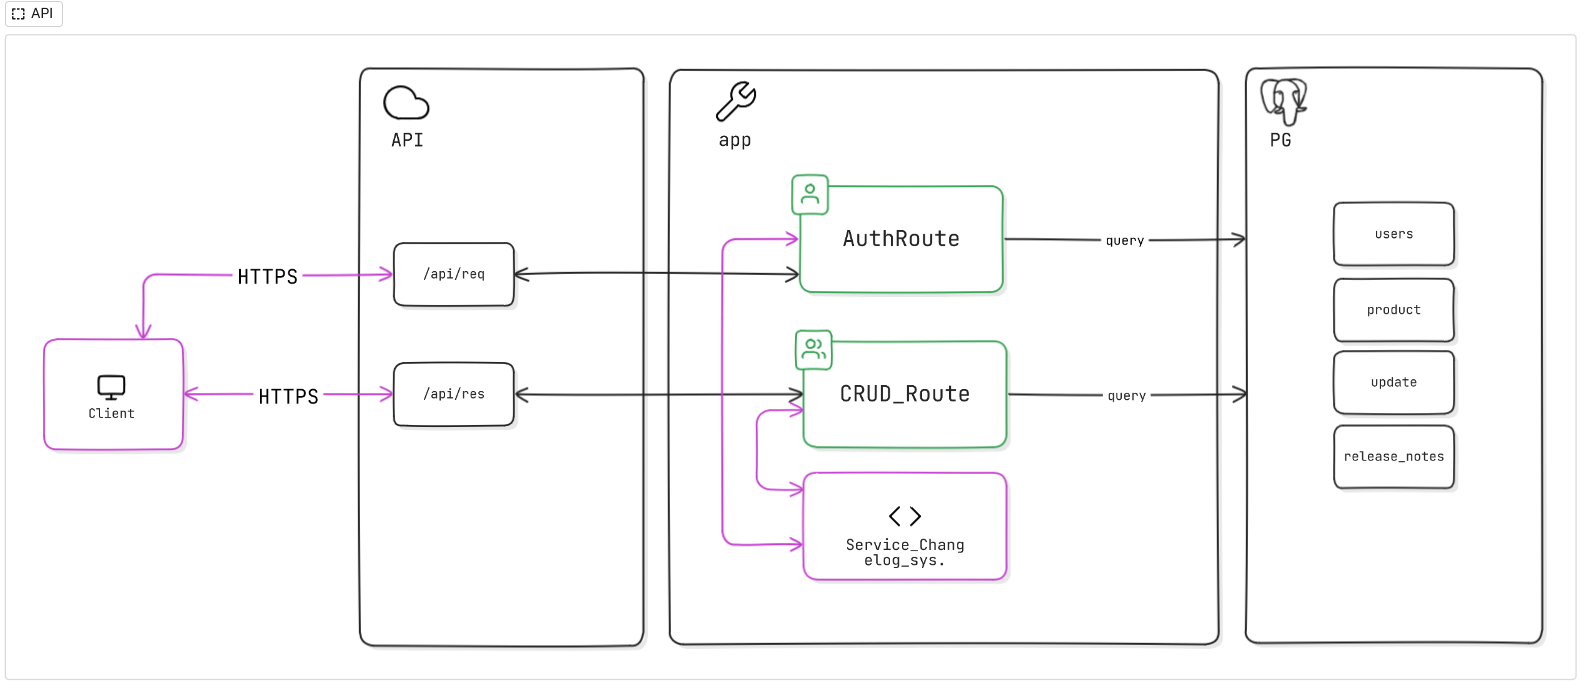 API
API
app
PG
AuthRoute
query
users
HTTPS
/api/req
product
CRUD_Route
query
update
Client
HTTPS
/api/res
release_notes
Service_Chang
elog_sys.